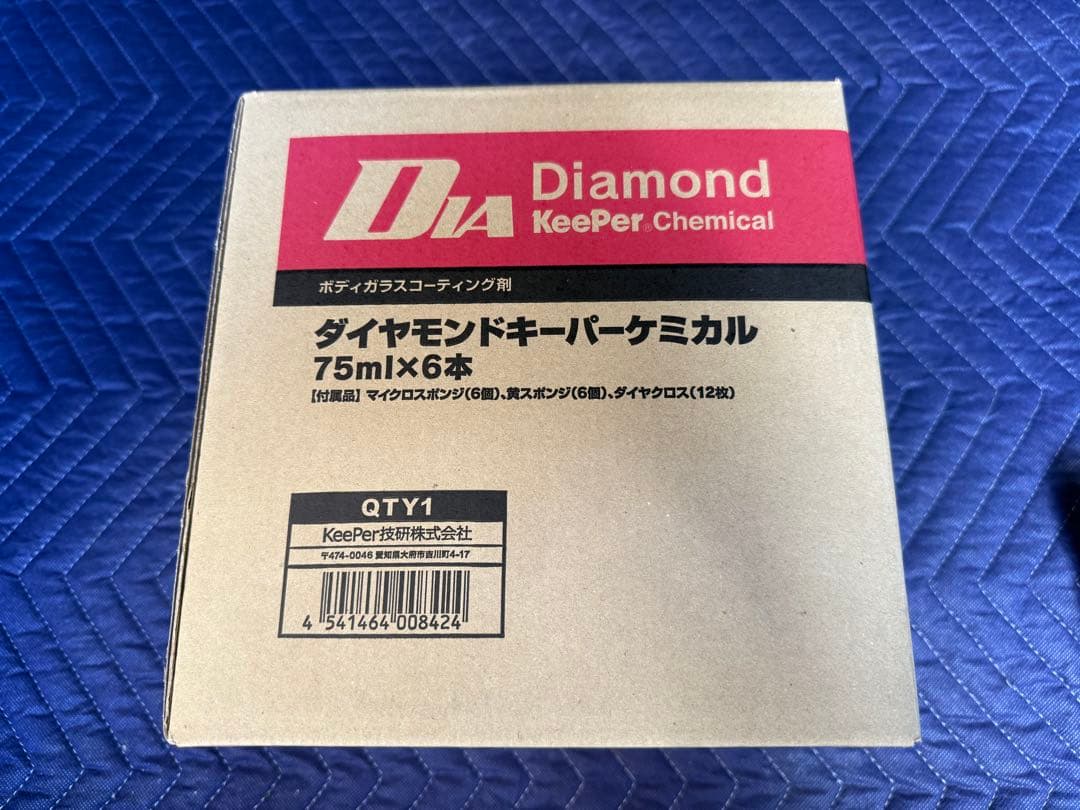 DIA
Diamond
KeePer® Chemical
ボディガラスコーティング剤
ダイヤモンドキーパーケミカル
75ml×6本
【付属品】マイクロスポンジ(6個)、黄スポンジ(6個)、ダイヤクロス(12枚)
QTY1
KeePer技研株式会社
〒474-0046 愛知県大府市吉川町4-17
4 541464 008424